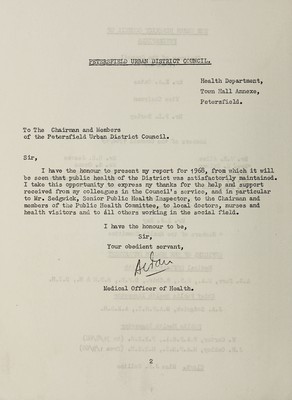 PETERSFIELD URBAN DISTRICT COUNCIL.
Health Department,
Town Hall Annexe,
Petersfield.
To The Chairman and Members
of the Petersfield Urban District Council.
Sir,
I have the honour to present my report for 1968, from which it will
be seen that public health of the District was satisfactorily maintained.
I take this opportunity to express my thanks for the help and support
received from my colleagues in the Council's service, and in particular
to Mr. Sedgwick, Senior Public Health Inspector, to the Chairman and
members of the Public Health Committee, to local doctors, nurses and
health visitors and to all others working in the social field.
I have the honour to be,
Sir,
Your obedient servant,
Medical Officer of Health.
2